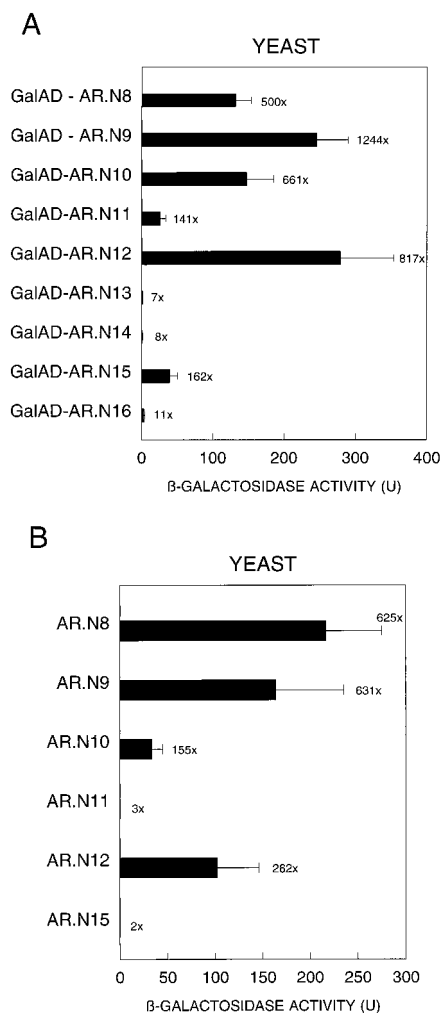 A
YEAST
GalAD - AR.N8
500x
GalAD - AR.N9
1244x
GalAD-AR.N10
661x
GalAD-AR.N11
141x
GalAD-AR.N12
817x
GalAD-AR.N13
7x
GalAD-AR.N14
8x
GalAD-AR.N15
162x
GalAD-AR.N16
11x
0 100 200 300 400
ß-GALACTOSIDASE ACTIVITY (U)
B
YEAST
AR.N8
625x
AR.N9
631x
AR.N10
155x
AR.N11
3x
AR.N12
262x
AR.N15
2x
0 50 100 150 200 250 300
ß-GALACTOSIDASE ACTIVITY (U)